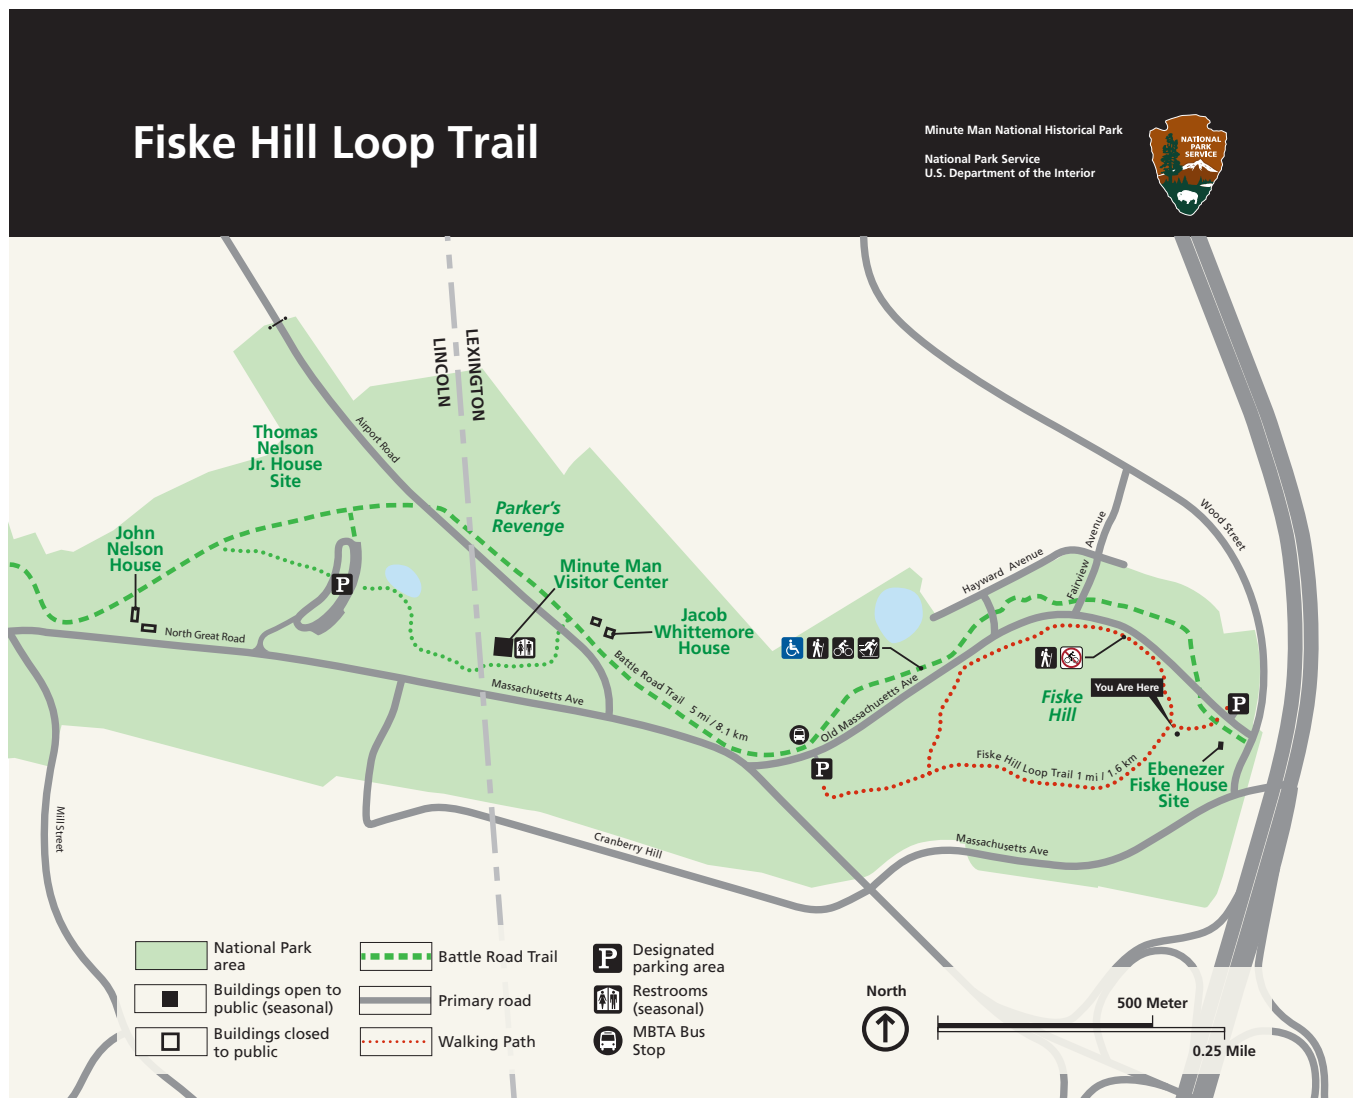 Fiske Hill Loop Trail
Minute Man National Historical Park
National Park Service
U.S. Department of the Interior
NATIONAL
PARK
SERVICE
LINCOLN
LEXINGTON
Thomas
Nelson
Jr. House
Site
Airport Road
Parker's
Revenge
John
Nelson
House
P
North Great Road
Minute Man
Visitor Center
Jacob
Whittemore
House
Battle Road Trail 5 mi / 8.1 km
Massachusetts Ave
Wood Street
Hayward Avenue
Fairview Avenue
Old Massachusetts Ave
P
Fiske
Hill
You Are Here
P
Fiske Hill Loop Trail 1 mi / 1.6 km
Ebenezer
Fiske House
Site
Mill Street
Cranberry Hill
Massachusetts Ave
National Park
area
Buildings open to
public (seasonal)
Buildings closed
to public
Battle Road Trail
Primary road
Walking Path
P
Designated
parking area
Restrooms
(seasonal)
MBTA Bus
Stop
North
500 Meter
0.25 Mile